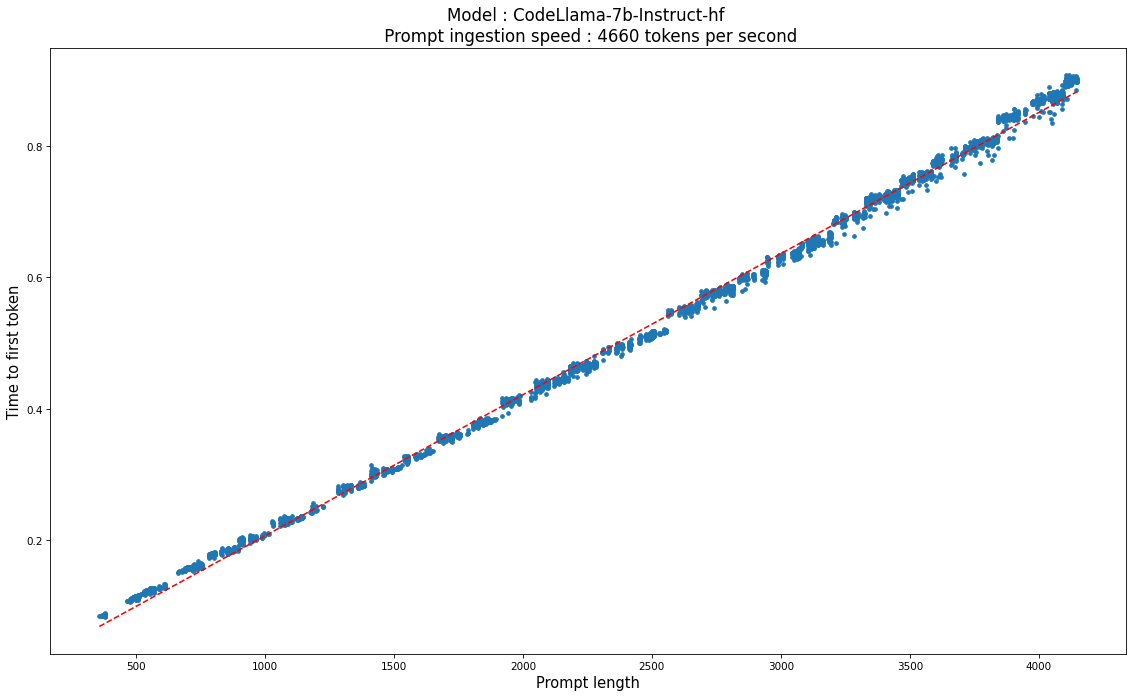 Model : CodeLlama-7b-Instruct-hf
Prompt ingestion speed : 4660 tokens per second
Time to first token
0.8
0.6
0.4
0.2
500 1000 1500 2000 2500 3000 3500 4000
Prompt length